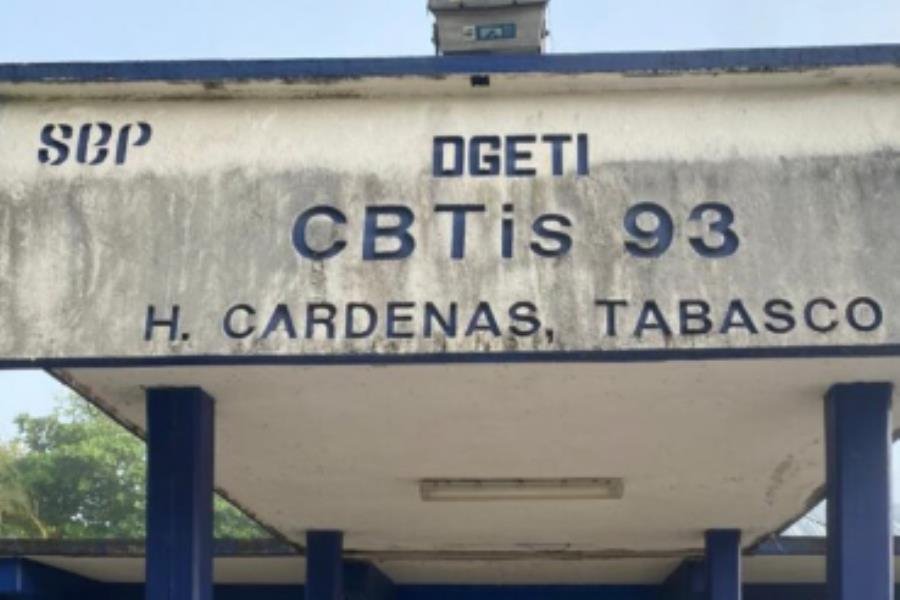 SEP
DGETI
CBTis 93
H. CARDENAS, TABASCO